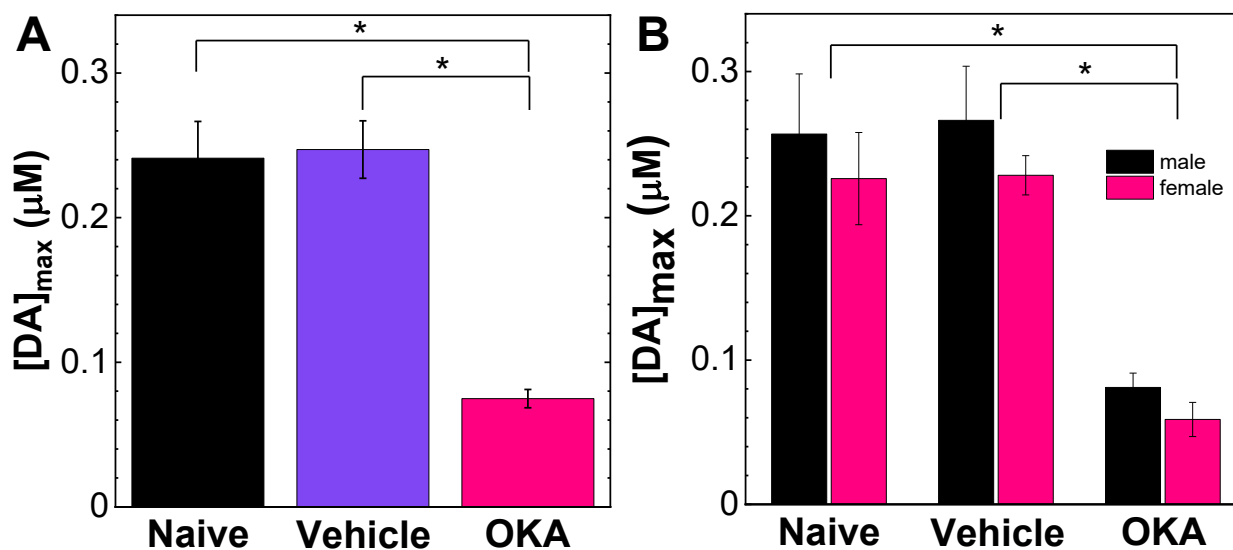 A
*
*
0.3
0.2
0.1
0
[DA]max (μM)
Naive Vehicle OKA
B
*
*
0.3
0.2
0.1
0
[DA]max (μM)
male
female
Naive Vehicle OKA